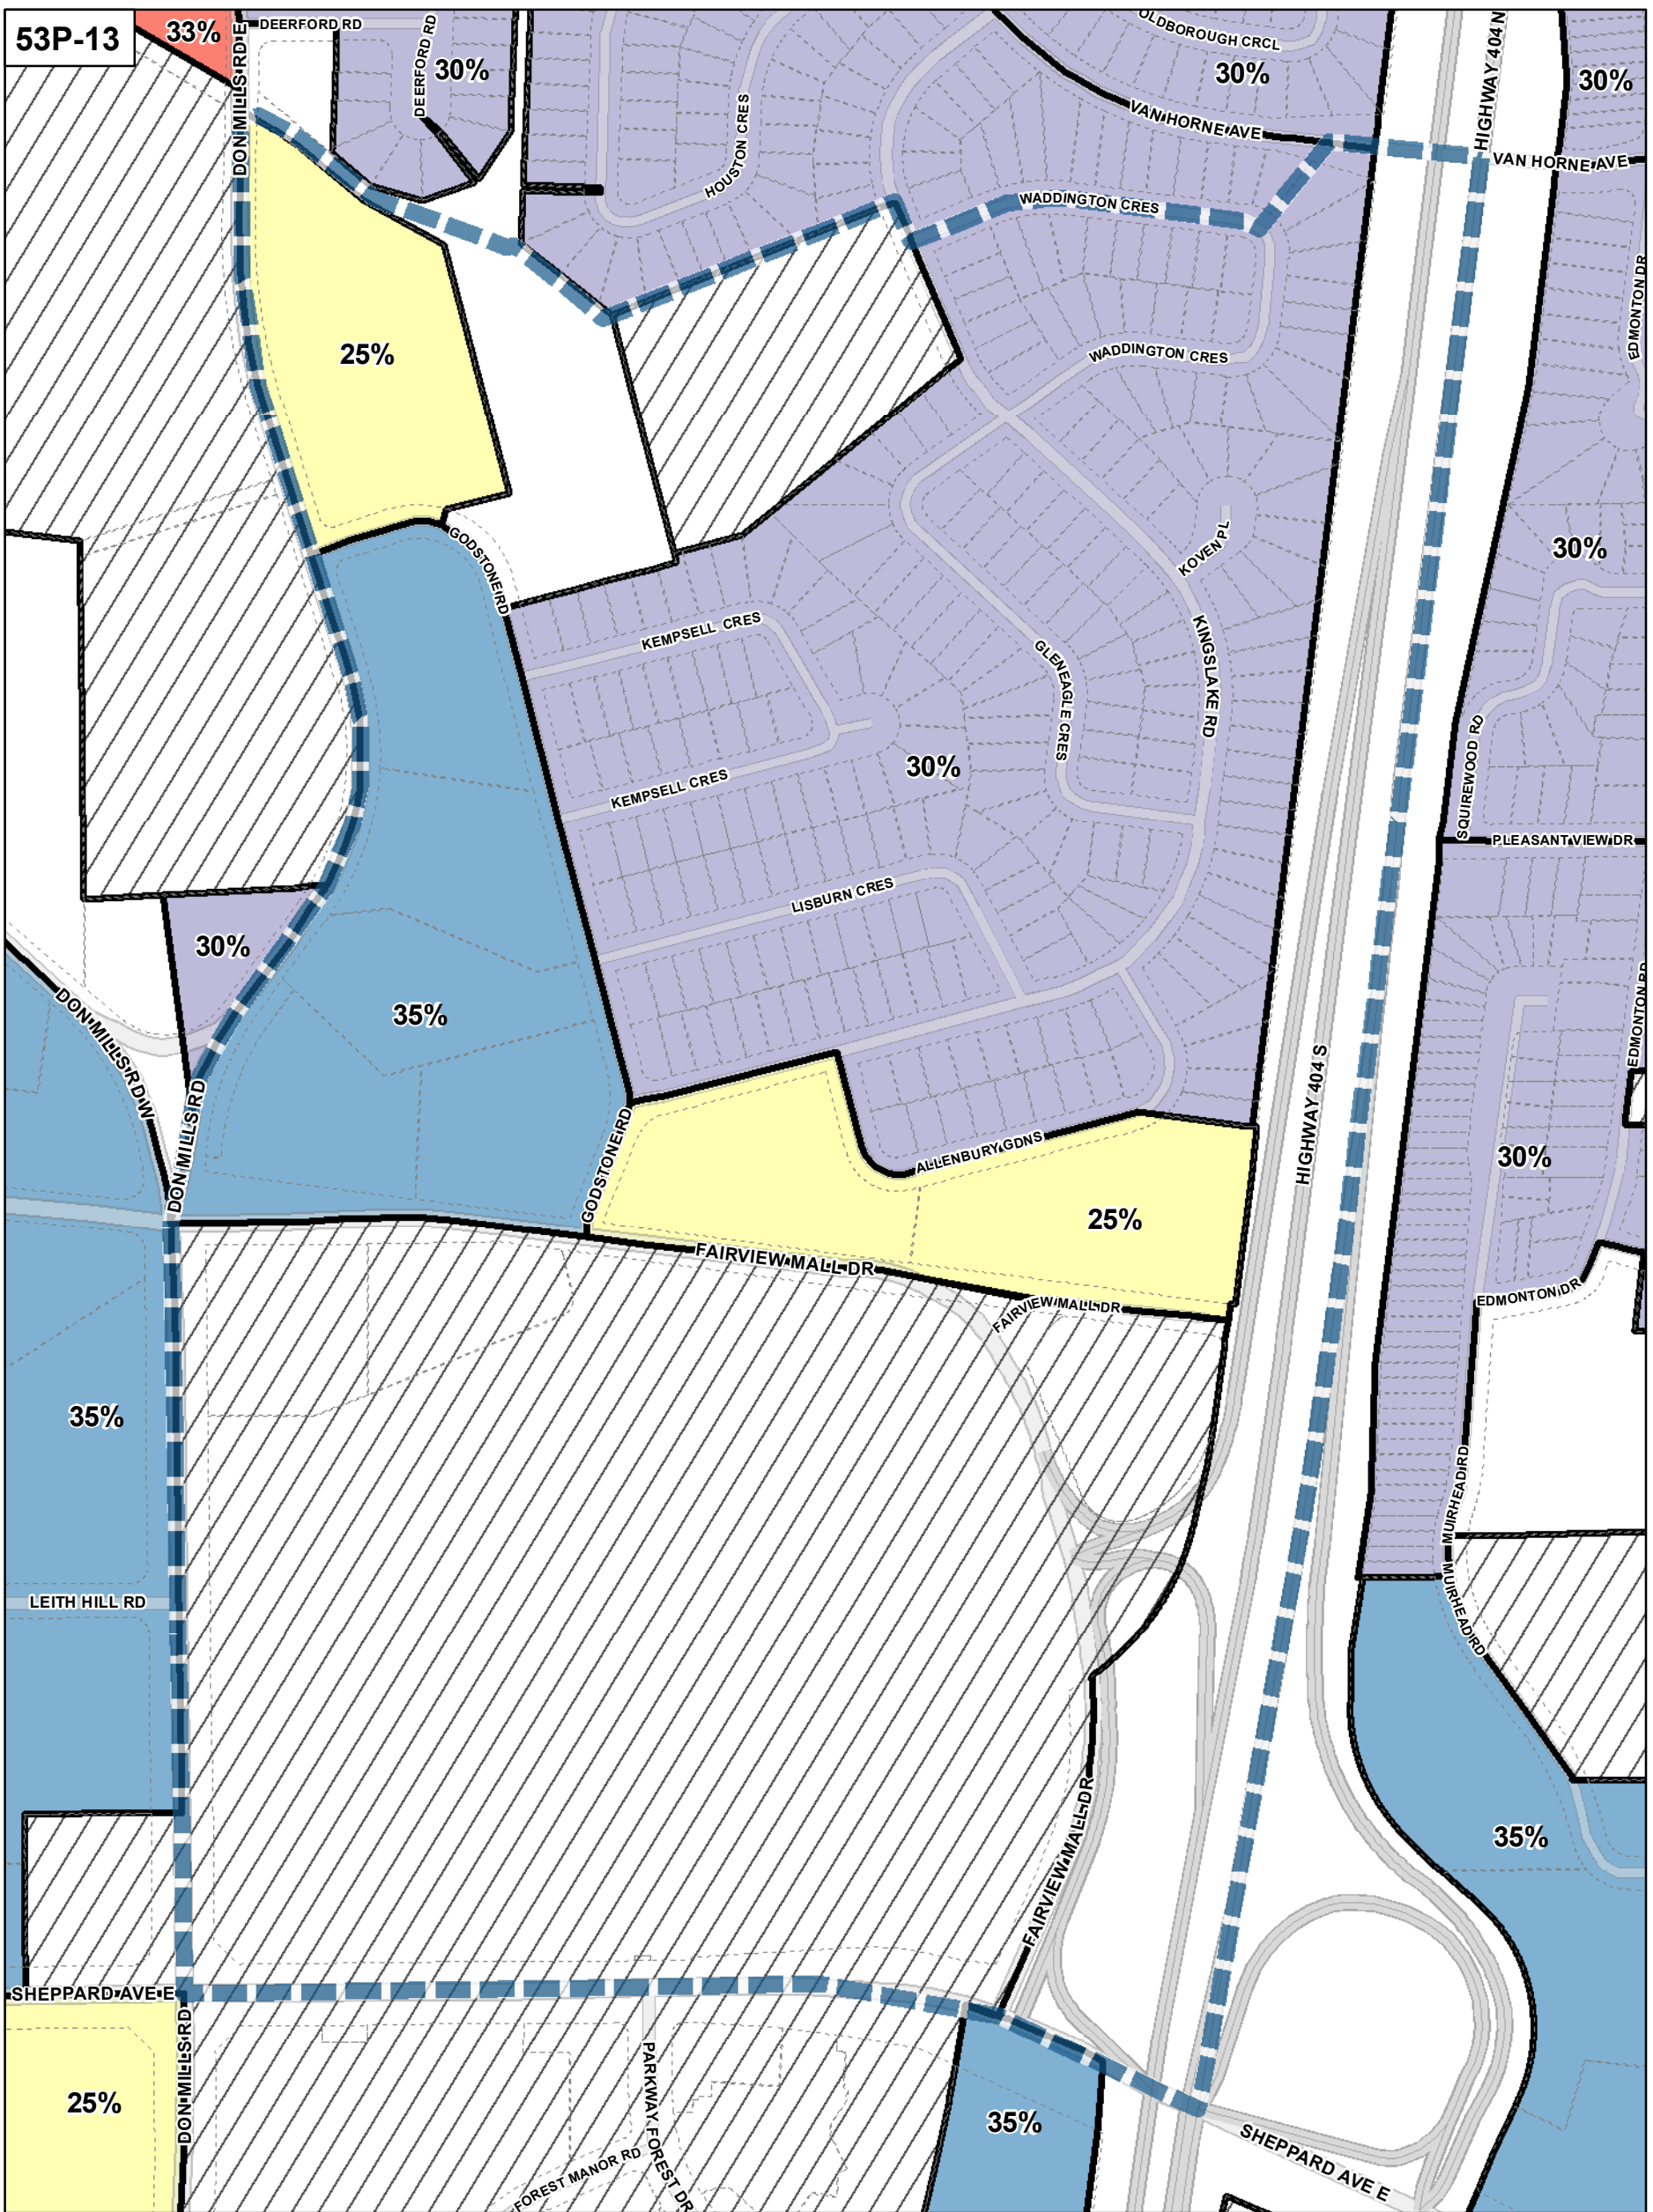 53P-13
33%
DON MILLS RD E
DEERFORD RD
DEERFORD RD
30%
HOUSTON CRES
OLDBOROUGH CRCL
30%
VAN HORNE AVE
HIGHWAY 404 N
30%
VAN HORNE AVE
WADDINGTON CRES
EDMONTON DR
25%
WADDINGTON CRES
GODSTONE RD
KOVEN PL
30%
KEMPSELL CRES
GLENEAGLE CRES
KINGSLAKE RD
SQUIREWOOD RD
KEMPSELL CRES
30%
PLEASANT VIEW DR
LISBURN CRES
30%
DON MILLS RD W
35%
EDMONTON RD
HIGHWAY 404 S
DON MILLS RD
GODSTONE RD
ALLENBURY GDNS
30%
25%
FAIRVIEW MALL DR
FAIRVIEW MALL DR
EDMONTON DR
35%
MUIRHEAD RD
LEITH HILL RD
MUIRHEAD RD
35%
FAIRVIEW MALL DR
SHEPPARD AVE E
DON MILLS RD
25%
PARKWAY FOREST DR
35%
FOREST MANOR RD
SHEPPARD AVE E